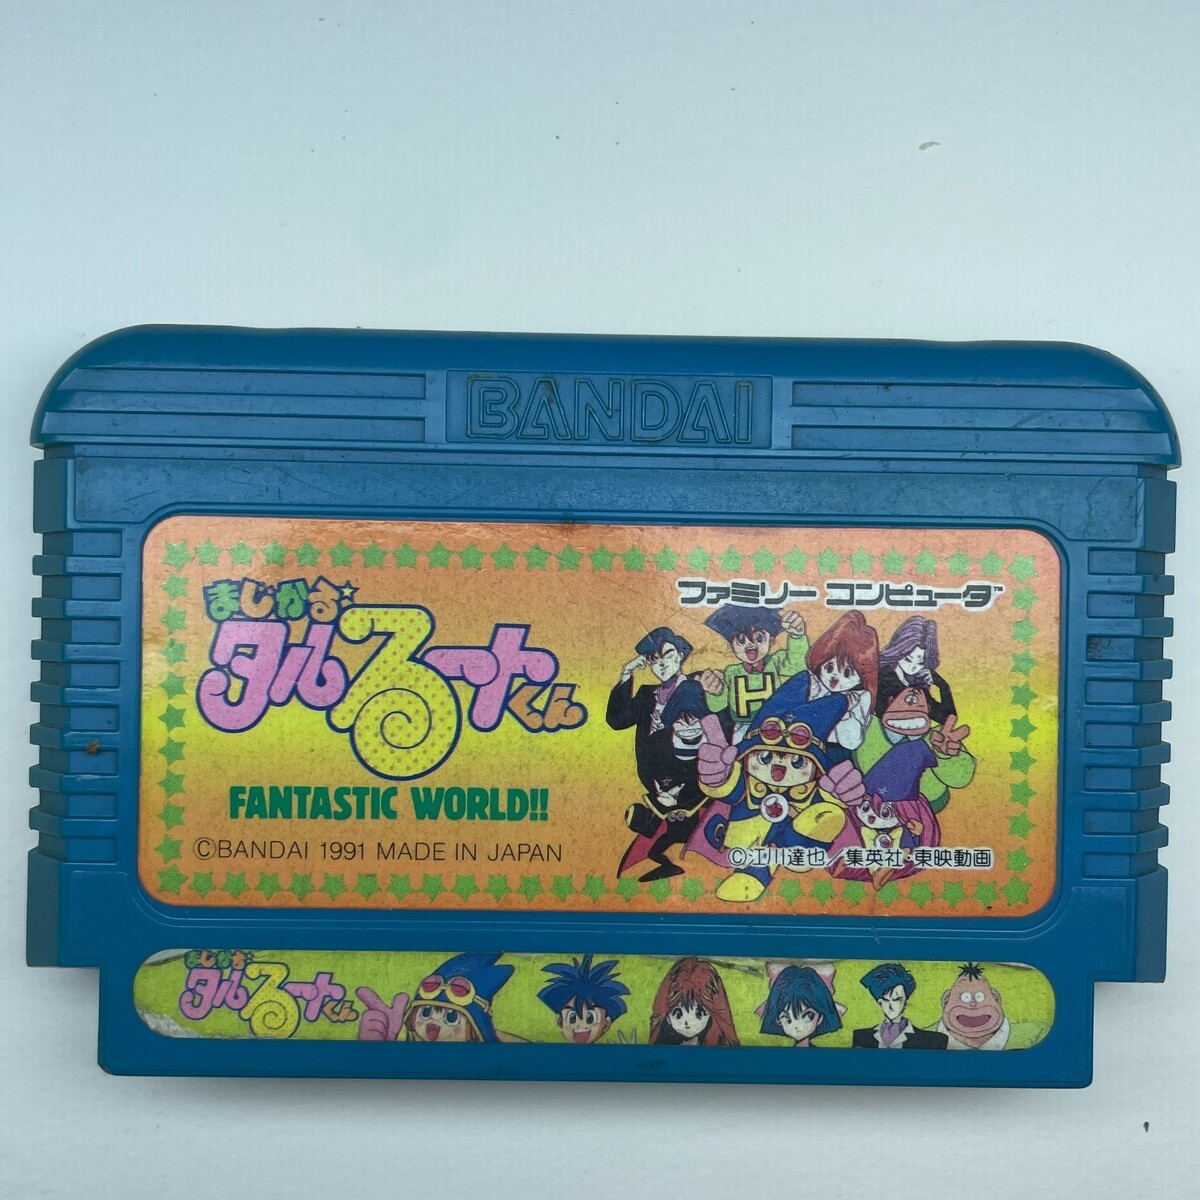 BANDAI
ファミリー コンピュータ™
まじかる
タルるートくん
FANTASTIC WORLD!!
©BANDAI 1991 MADE IN JAPAN
H
©江川達也／集英社・東映動画
まじかる
タルるートくん